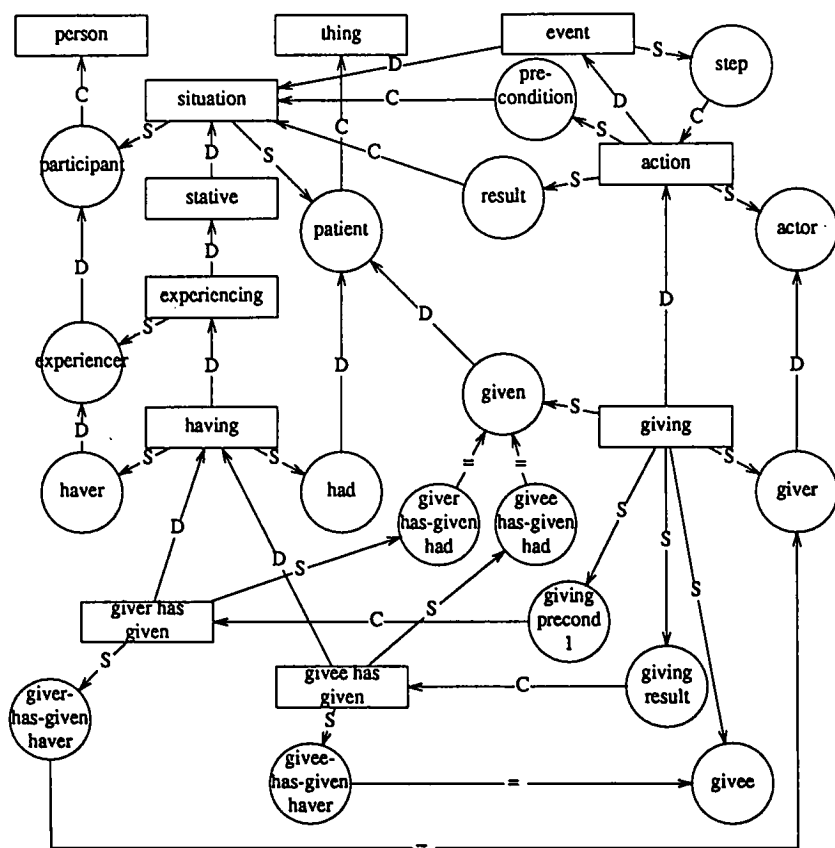 person
thing
event
S
step
D
pre-
condition
C
situation
C
D
C
S
C
S
S
D
action
participant
C
result
S
S
stative
patient
actor
D
D
experiencing
S
D
D
experiencer
D
D
D
given
S
D
having
giving
S
S
S
haver
had
=
=
giver
giver
has-given
had
givee
has-given
had
D
D
S
S
S
S
S
giver has
given
C
giving
precond
1
S
givee has
given
C
giving
result
giver-
has-given
haver
S
givee-
has-given
haver
=
givee
=